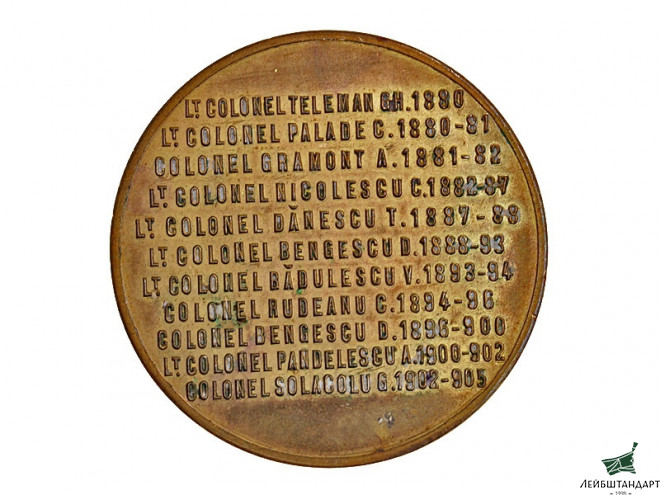 LT. COLONEL TELEMAN GH. 1880
LT. COLONEL PALADE C. 1880-81
COLONEL GRAMONT A. 1881-82
LT. COLONEL NICOLESCU C. 1882-87
LT. COLONEL DĂNESCU T. 1887-88
LT. COLONEL BENGESCU D. 1888-93
LT. COLONEL RĂDULESCU V. 1893-94
COLONEL RUDEANU C. 1894-96
COLONEL BENGESCU D. 1896-900
LT. COLONEL PANDELESCU A. 1900-902
COLONEL SOLACOLU G. 1902-905
ЛЕЙБШТАНДАРТ
– 1998 –